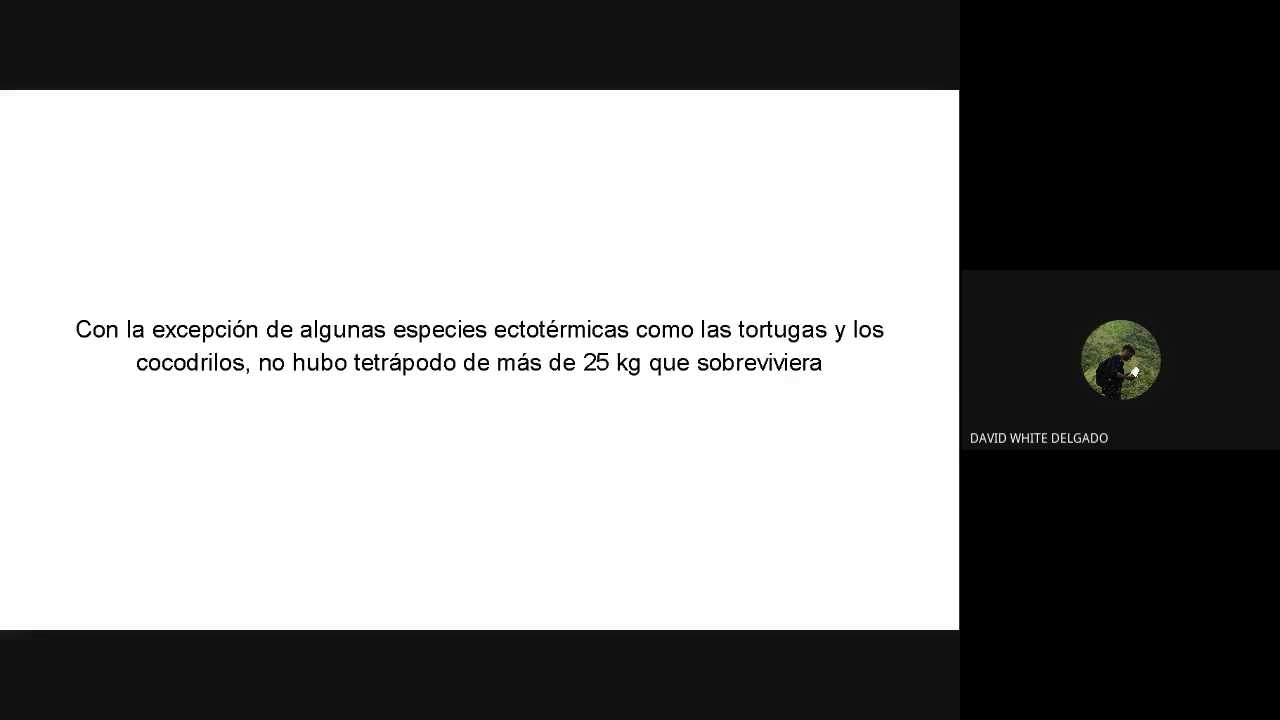 Con la excepción de algunas especies ectotérmicas como las tortugas y los
cocodrilos, no hubo tetrápodo de más de 25 kg que sobreviviera
DAVID WHITE DELGADO